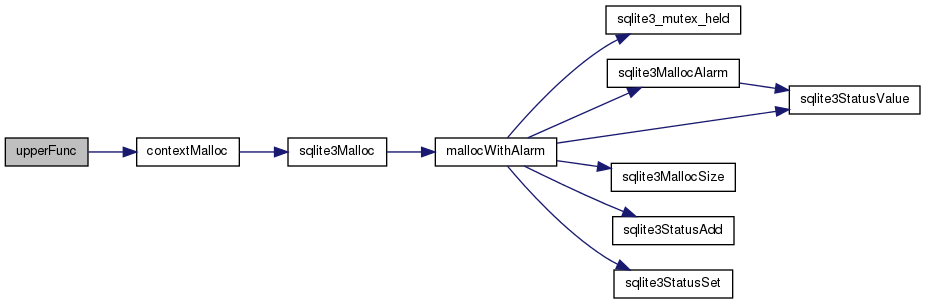 sqlite3_mutex_held
sqlite3MallocAlarm
sqlite3StatusValue
upperFunc
contextMalloc
sqlite3Malloc
mallocWithAlarm
sqlite3MallocSize
sqlite3StatusAdd
sqlite3StatusSet